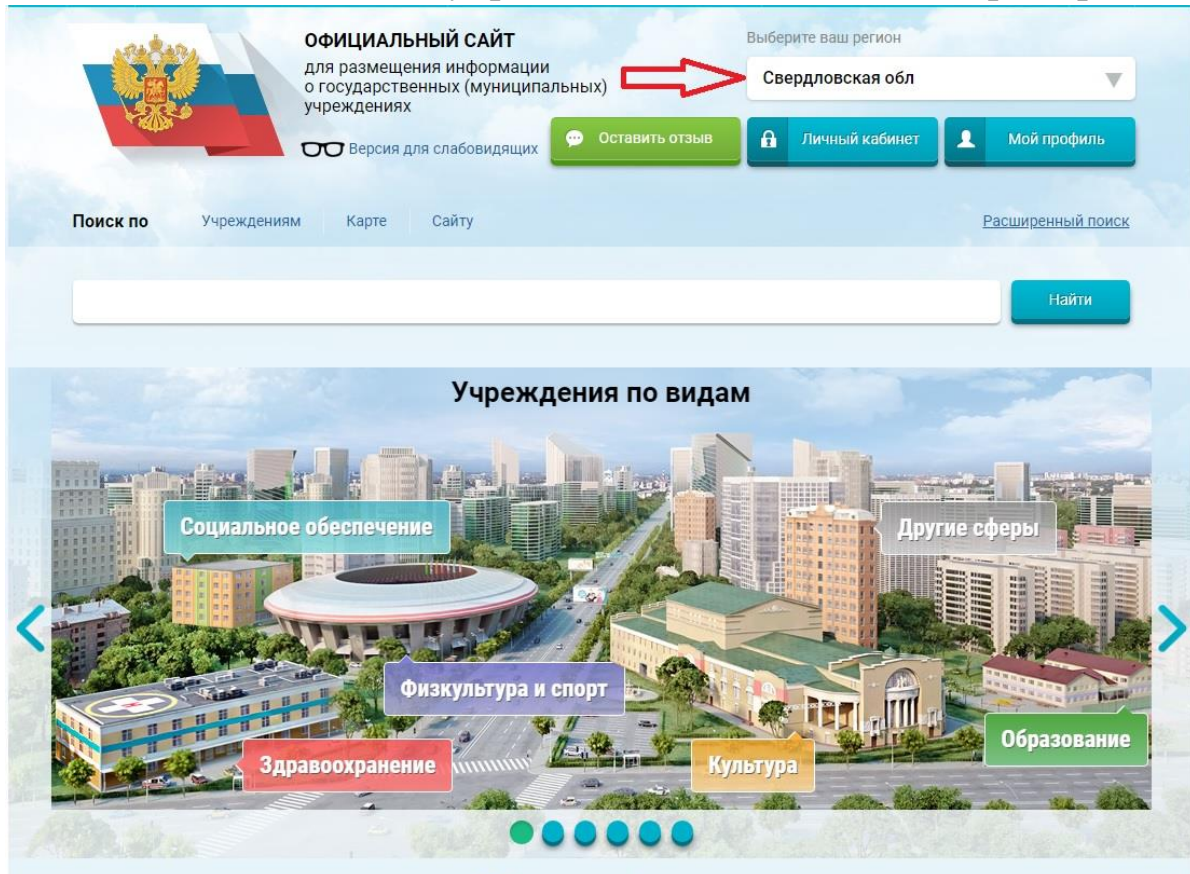 ОФИЦИАЛЬНЫЙ САЙТ
для размещения информации
о государственных (муниципальных)
учреждениях
Версия для слабовидящих
Выберите ваш регион
Свердловская обл
Оставить отзыв
Личный кабинет
Мой профиль
Поиск по Учреждениям Карте Сайту
Расширенный поиск
Найти
Учреждения по видам
Социальное обеспечение
Другие сферы
Физкультура и спорт
Образование
Здравоохранение
Культура